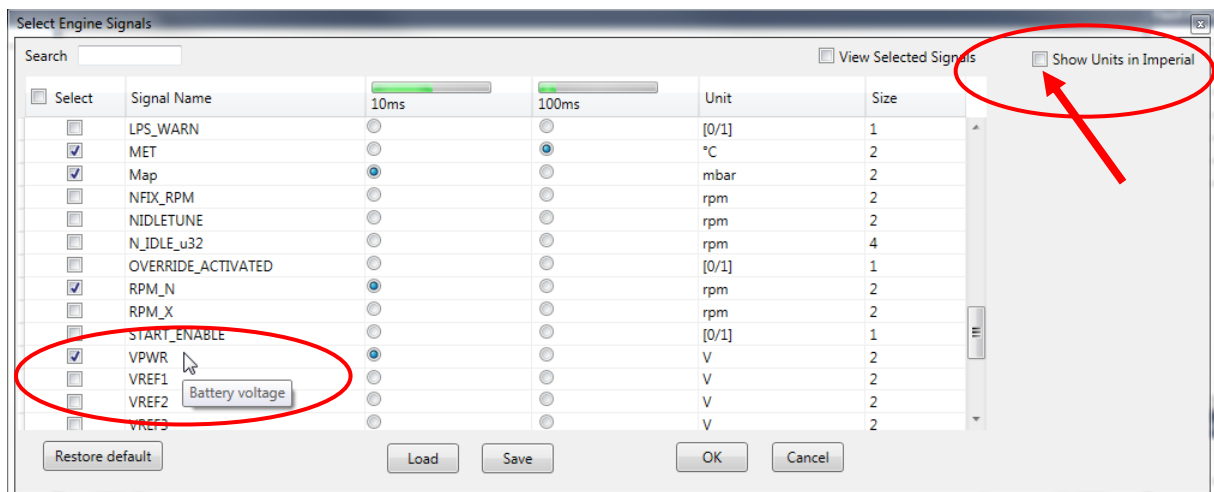 Select Engine Signals
Search View Selected Signals Show Units in Imperial
Select Signal Name 10ms 100ms Unit Size
LPS_WARN [0/1] 1
MET °C 2
Map mbar 2
NFIX_RPM rpm 2
NIDLETUNE rpm 2
N_IDLE_u32 rpm 4
OVERRIDE_ACTIVATED [0/1] 1
RPM_N rpm 2
RPM_X rpm 2
START_ENABLE [0/1] 1
VPWR V 2
VREF1 V 2
Battery voltage
VREF2 V 2
VREF3 V 2
Restore default Load Save OK Cancel